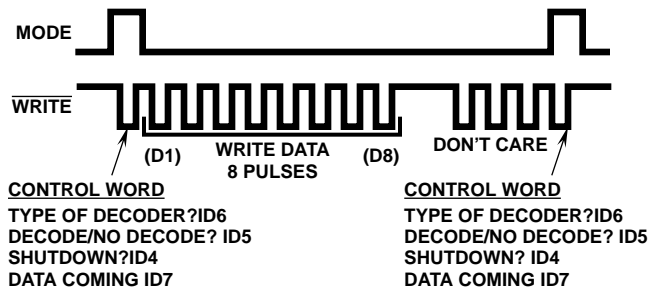 MODE
WRITE
(D1) WRITE DATA (D8) DON'T CARE
8 PULSES
CONTROL WORD
TYPE OF DECODER?ID6
DECODE/NO DECODE? ID5
SHUTDOWN?ID4
DATA COMING ID7
CONTROL WORD
TYPE OF DECODER?ID6
DECODE/NO DECODE? ID5
SHUTDOWN? ID4
DATA COMING ID7